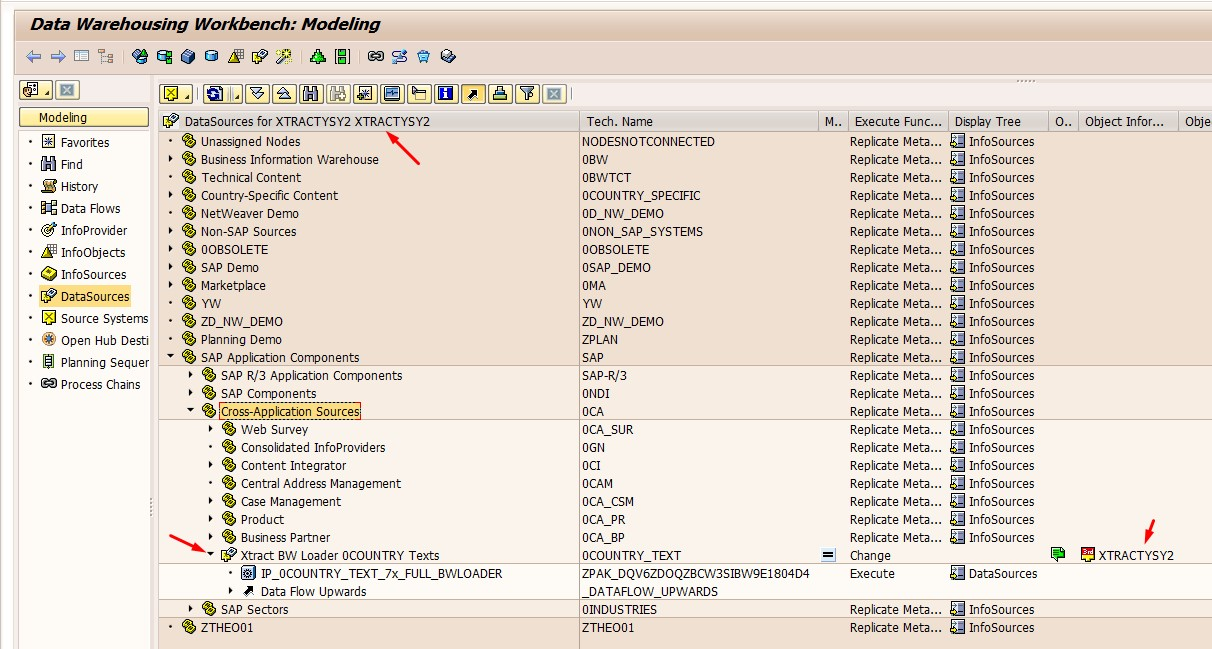 Data Warehousing Workbench: Modeling
Modeling
Favorites
Find
History
Data Flows
InfoProvider
InfoObjects
InfoSources
DataSources
Source Systems
Open Hub Desti
Planning Sequer
Process Chains
DataSources for XTRACTYSY2 XTRACTYSY2 Tech. Name M.. Execute Func... Display Tree O.. Object Infor... Obje
Unassigned Nodes NODESNOTCONNECTED Replicate Meta... InfoSources
Business Information Warehouse 0BW Replicate Meta... InfoSources
Technical Content 0BWTCT Replicate Meta... InfoSources
Country-Specific Content 0COUNTRY_SPECIFIC Replicate Meta... InfoSources
NetWeaver Demo 0D_NW_DEMO Replicate Meta... InfoSources
Non-SAP Sources 0NON_SAP_SYSTEMS Replicate Meta... InfoSources
0OBSOLETE 0OBSOLETE Replicate Meta... InfoSources
SAP Demo 0SAP_DEMO Replicate Meta... InfoSources
Marketplace 0MA Replicate Meta... InfoSources
YW YW Replicate Meta... InfoSources
ZD_NW_DEMO ZD_NW_DEMO Replicate Meta... InfoSources
Planning Demo ZPLAN Replicate Meta... InfoSources
SAP Application Components SAP Replicate Meta... InfoSources
SAP R/3 Application Components SAP-R/3 Replicate Meta... InfoSources
SAP Components 0NDI Replicate Meta... InfoSources
Cross-Application Sources 0CA Replicate Meta... InfoSources
Web Survey 0CA_SUR Replicate Meta... InfoSources
Consolidated InfoProviders 0GN Replicate Meta... InfoSources
Content Integrator 0CI Replicate Meta... InfoSources
Central Address Management 0CAM Replicate Meta... InfoSources
Case Management 0CA_CSM Replicate Meta... InfoSources
Product 0CA_PR Replicate Meta... InfoSources
Business Partner 0CA_BP Replicate Meta... InfoSources
Xtract BW Loader 0COUNTRY Texts 0COUNTRY_TEXT = Change XTRACTYSY2
IP_0COUNTRY_TEXT_7x_FULL_BWLOADER ZPAK_DQV6ZDOQZBCW3SIBW9E1804D4 Execute DataSources
Data Flow Upwards _DATAFLOW_UPWARDS
SAP Sectors 0INDUSTRIES Replicate Meta... InfoSources
ZTHEO01 ZTHEO01 Replicate Meta... InfoSources